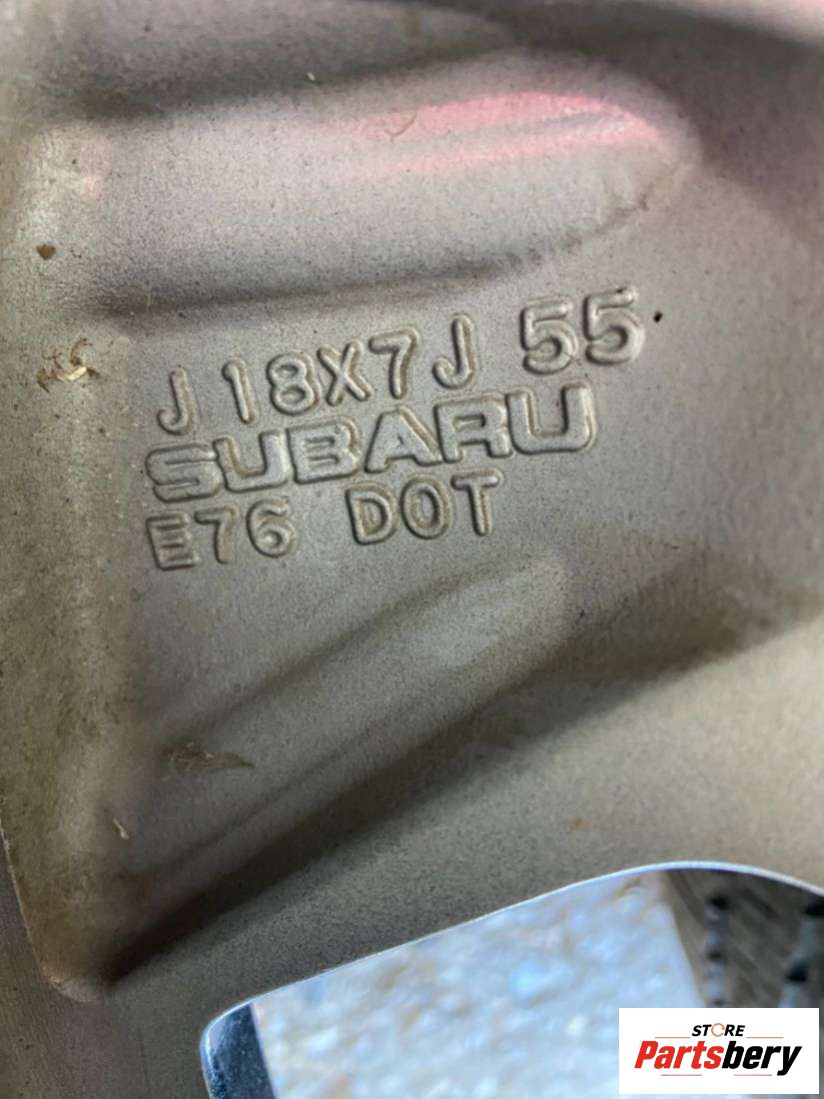 J 18X7J 55
SUBARU
E76 DOT
STORE
Partsbery